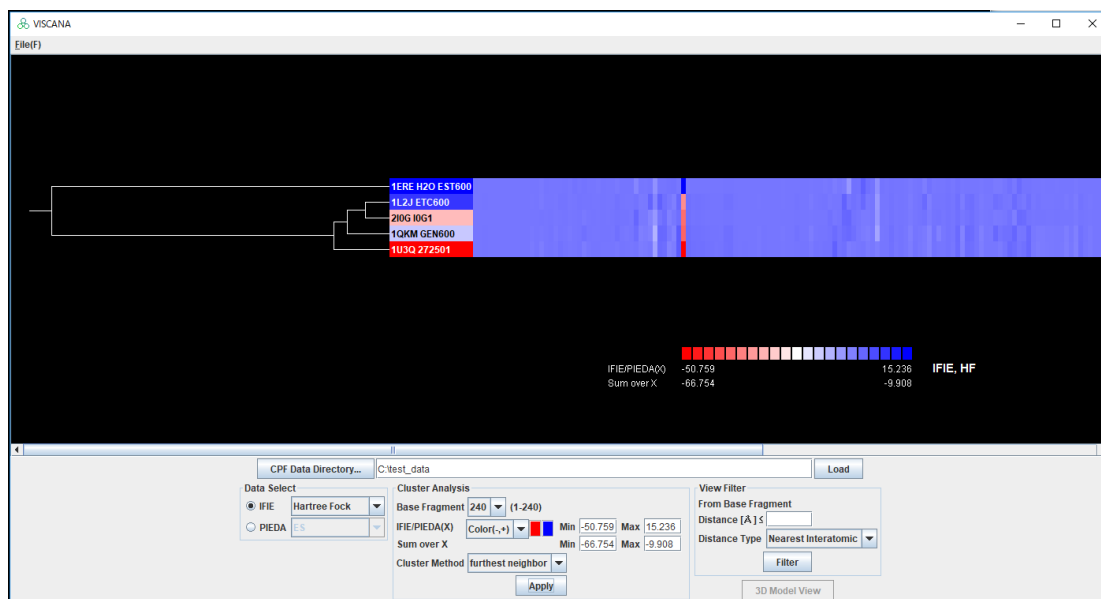 VISCANA
File(F)
1ERE H2O EST600
1L2J ETC600
2I0G I0G1
1QKM GEN600
1U3Q 272501
IFIE/PIEDA(X) -50.759 15.236 IFIE, HF
Sum over X -66.754 -9.908
CPF Data Directory... C:\test_data Load
Data Select
IFIE Hartree Fock
PIEDA ES
Cluster Analysis
Base Fragment 240 (1-240)
IFIE/PIEDA(X) Color(-,+) Min -50.759 Max 15.236
Sum over X Min -66.754 Max -9.908
Cluster Method furthest neighbor
Apply
View Filter
From Base Fragment
Distance [Å] ≤
Distance Type Nearest Interatomic
Filter
3D Model View